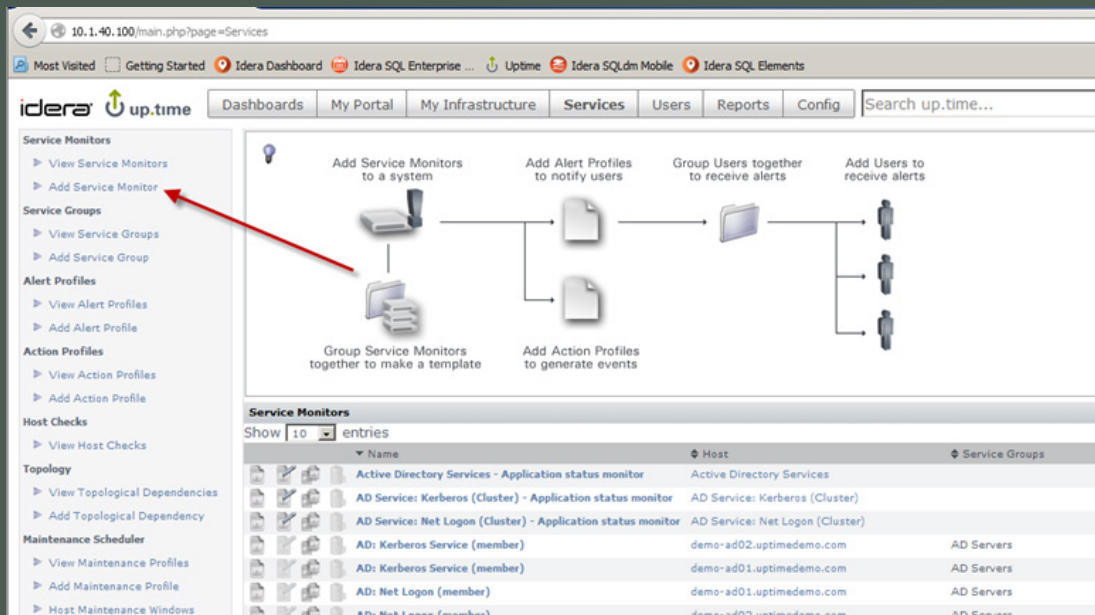 10.1.40.100/main.php?page=Services
Most Visited Getting Started Idera Dashboard Idera SQL Enterprise ... Uptime Idera SQLdm Mobile Idera SQL Elements
idera up.time Dashboards My Portal My Infrastructure Services Users Reports Config Search up.time...
Service Monitors
View Service Monitors
Add Service Monitor
Service Groups
View Service Groups
Add Service Group
Alert Profiles
View Alert Profiles
Add Alert Profile
Action Profiles
View Action Profiles
Add Action Profile
Host Checks
View Host Checks
Topology
View Topological Dependencies
Add Topological Dependency
Maintenance Scheduler
View Maintenance Profiles
Add Maintenance Profile
Host Maintenance Windows
Add Service Monitors
to a system
Add Alert Profiles
to notify users
Group Users together
to receive alerts
Add Users to
receive alerts
Group Service Monitors
together to make a template
Add Action Profiles
to generate events
Service Monitors
Show 10 entries
Name Host Service Groups
Active Directory Services - Application status monitor Active Directory Services
AD Service: Kerberos (Cluster) - Application status monitor AD Service: Kerberos (Cluster)
AD Service: Net Logon (Cluster) - Application status monitor AD Service: Net Logon (Cluster)
AD: Kerberos Service (member) demo-ad02.uptimedemo.com AD Servers
AD: Kerberos Service (member) demo-ad01.uptimedemo.com AD Servers
AD: Net Logon (member) demo-ad01.uptimedemo.com AD Servers
AD: Net Logon (member) demo-ad02.uptimedemo.com AD Servers